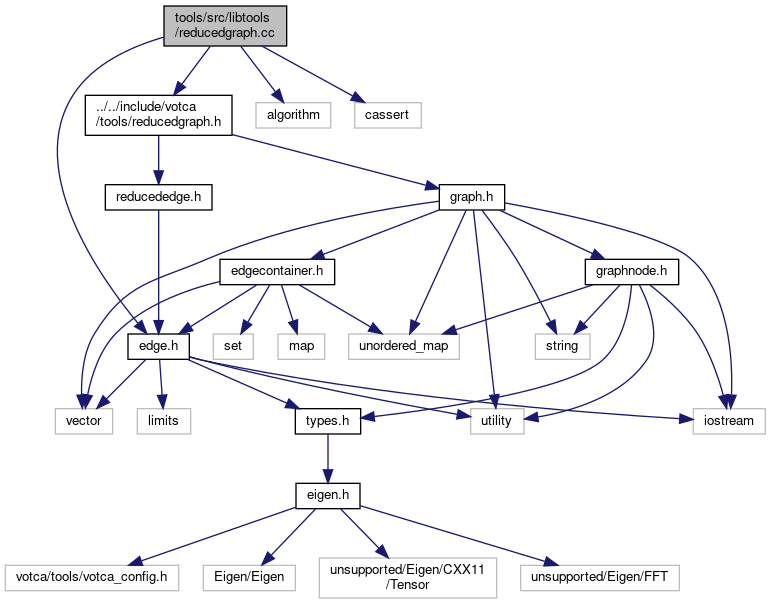 tools/src/libtools
/reducedgraph.cc
../../include/votca
/tools/reducedgraph.h
algorithm
cassert
reducededge.h
graph.h
edgecontainer.h
graphnode.h
edge.h
set
map
unordered_map
string
vector
limits
types.h
utility
iostream
eigen.h
votca/tools/votca_config.h
Eigen/Eigen
unsupported/Eigen/CXX11
/Tensor
unsupported/Eigen/FFT